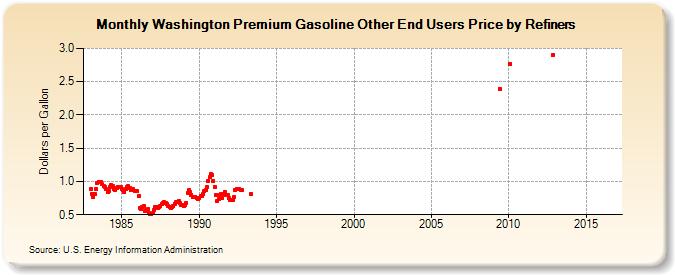 Monthly Washington Premium Gasoline Other End Users Price by Refiners
Dollars per Gallon
3.0
2.5
2.0
1.5
1.0
0.5
1985 1990 1995 2000 2005 2010 2015
Source: U.S. Energy Information Administration